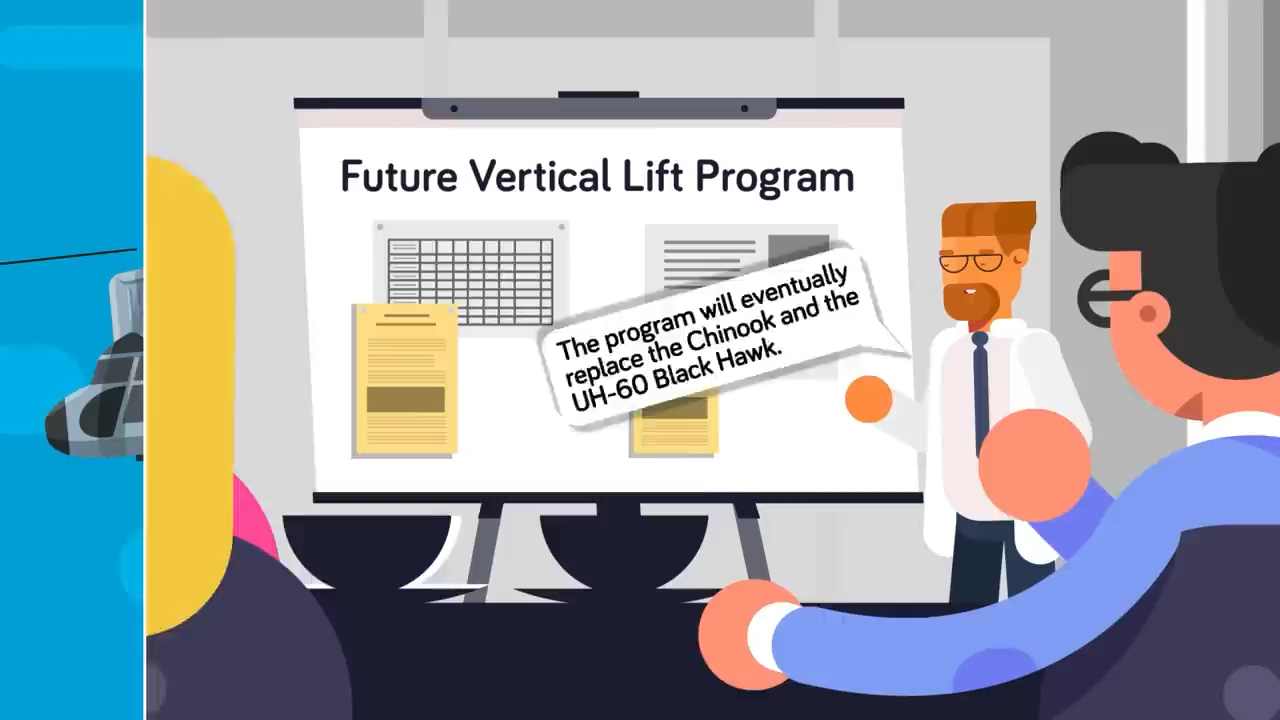 Future Vertical Lift Program
The program will eventually
replace the Chinook and the
UH-60 Black Hawk.